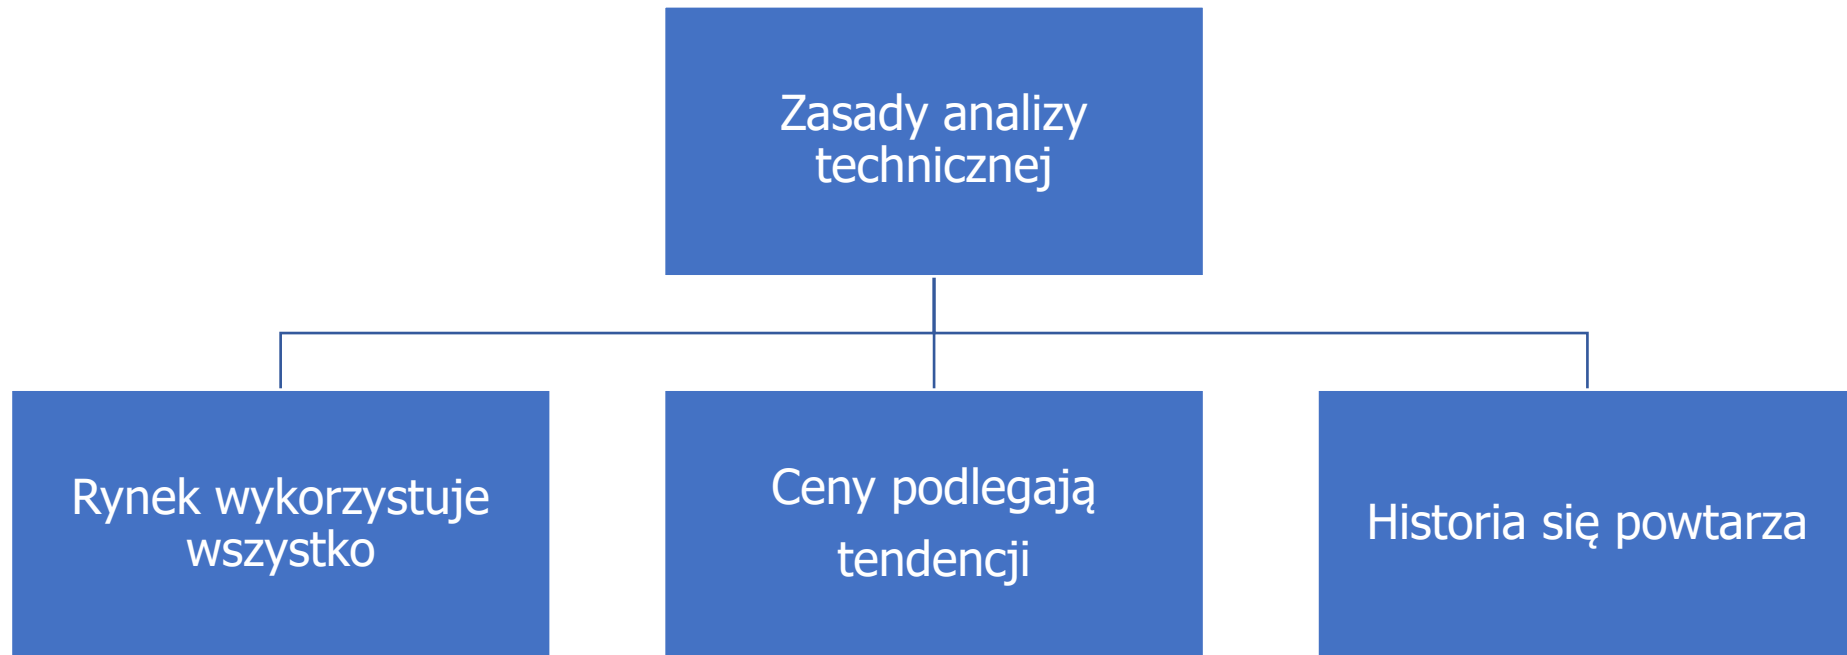 Zasady analizy
technicznej
Rynek wykorzystuje
wszystko
Ceny podlegają
tendencji
Historia się powtarza